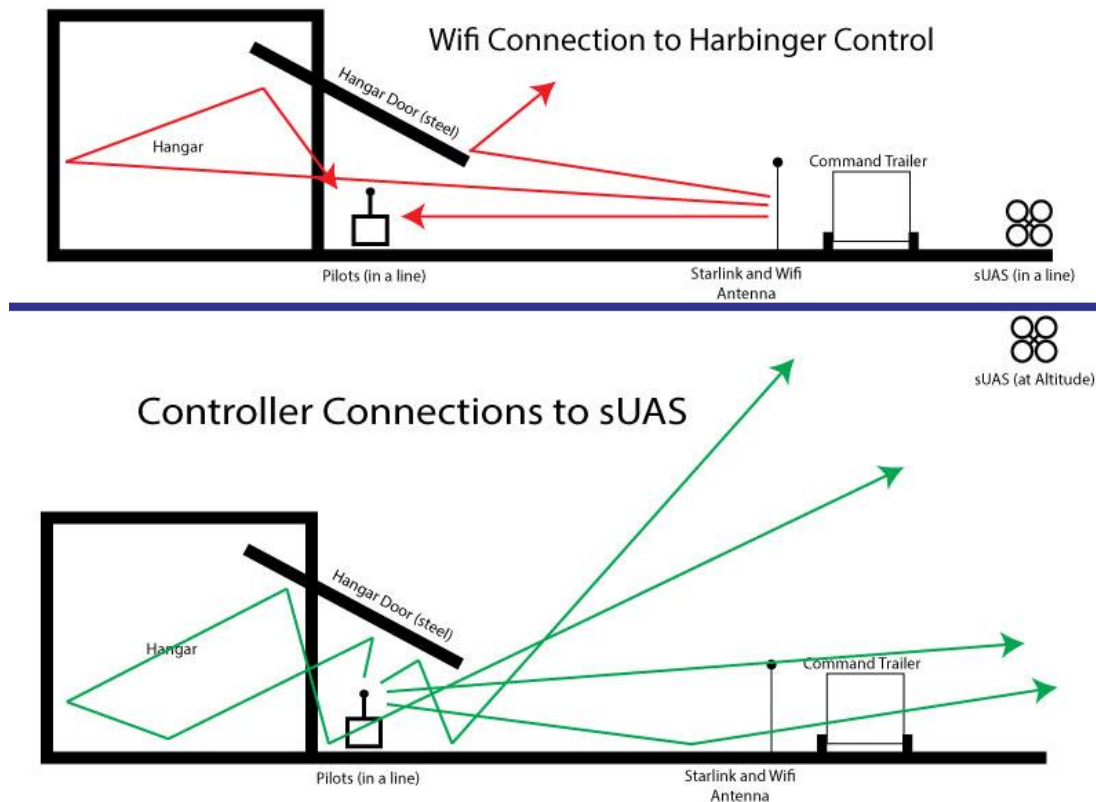 Wifi Connection to Harbinger Control
Hangar Door (steel)
Hangar
Command Trailer
Pilots (in a line)
Starlink and Wifi
Antenna
sUAS (in a line)
sUAS (at Altitude)
Controller Connections to sUAS
Hangar Door (steel)
Hangar
Command Trailer
Pilots (in a line)
Starlink and Wifi
Antenna